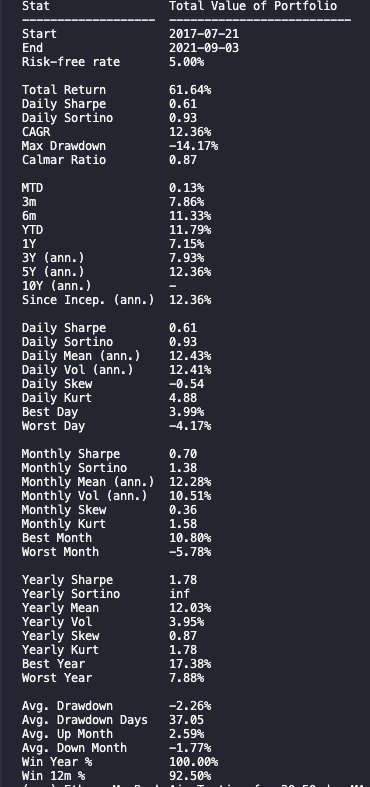 Stat Total Value of Portfolio
------------------- --------------------------
Start 2017-07-21
End 2021-09-03
Risk-free rate 5.00%
Total Return 61.64%
Daily Sharpe 0.61
Daily Sortino 0.93
CAGR 12.36%
Max Drawdown -14.17%
Calmar Ratio 0.87
MTD 0.13%
3m 7.86%
6m 11.33%
YTD 11.79%
1Y 7.15%
3Y (ann.) 7.93%
5Y (ann.) 12.36%
10Y (ann.) -
Since Incep. (ann.) 12.36%
Daily Sharpe 0.61
Daily Sortino 0.93
Daily Mean (ann.) 12.43%
Daily Vol (ann.) 12.41%
Daily Skew -0.54
Daily Kurt 4.88
Best Day 3.99%
Worst Day -4.17%
Monthly Sharpe 0.70
Monthly Sortino 1.38
Monthly Mean (ann.) 12.28%
Monthly Vol (ann.) 10.51%
Monthly Skew 0.36
Monthly Kurt 1.58
Best Month 10.80%
Worst Month -5.78%
Yearly Sharpe 1.78
Yearly Sortino inf
Yearly Mean 12.03%
Yearly Vol 3.95%
Yearly Skew 0.87
Yearly Kurt 1.78
Best Year 17.38%
Worst Year 7.88%
Avg. Drawdown -2.26%
Avg. Drawdown Days 37.05
Avg. Up Month 2.59%
Avg. Down Month -1.77%
Win Year % 100.00%
Win 12m % 92.50%